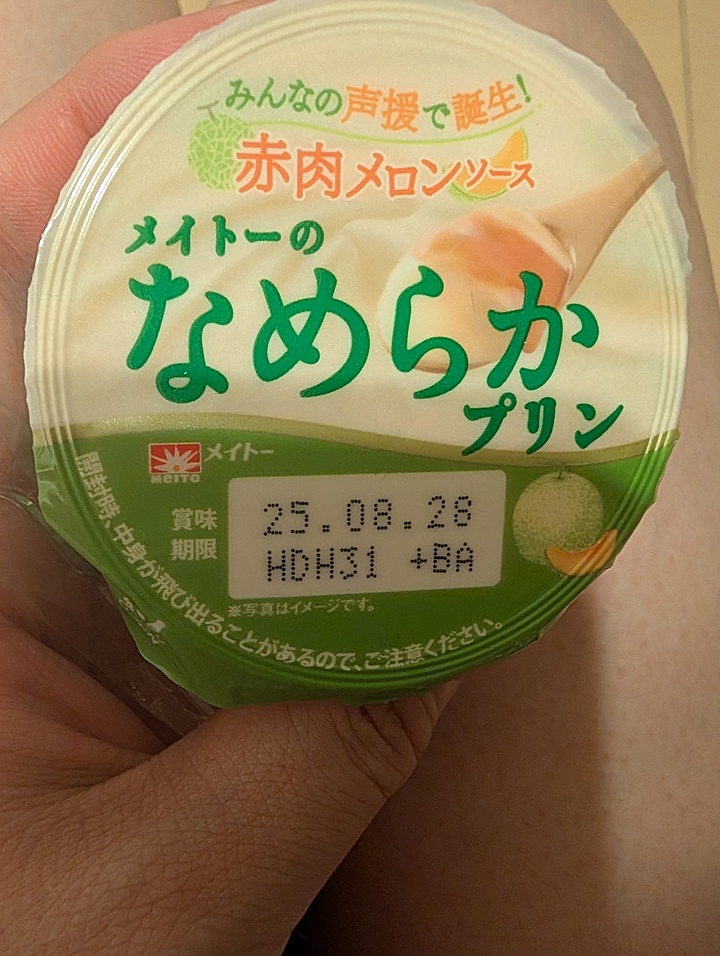 みんなの声援で誕生!
赤肉メロンソース
メイトーの
なめらか
プリン
MEITO メイトー
賞味
期限
25.08.28
HDH31 +BA
※写真はイメージです。
開封時、中身が飛び出ることがあるので、ご注意ください。